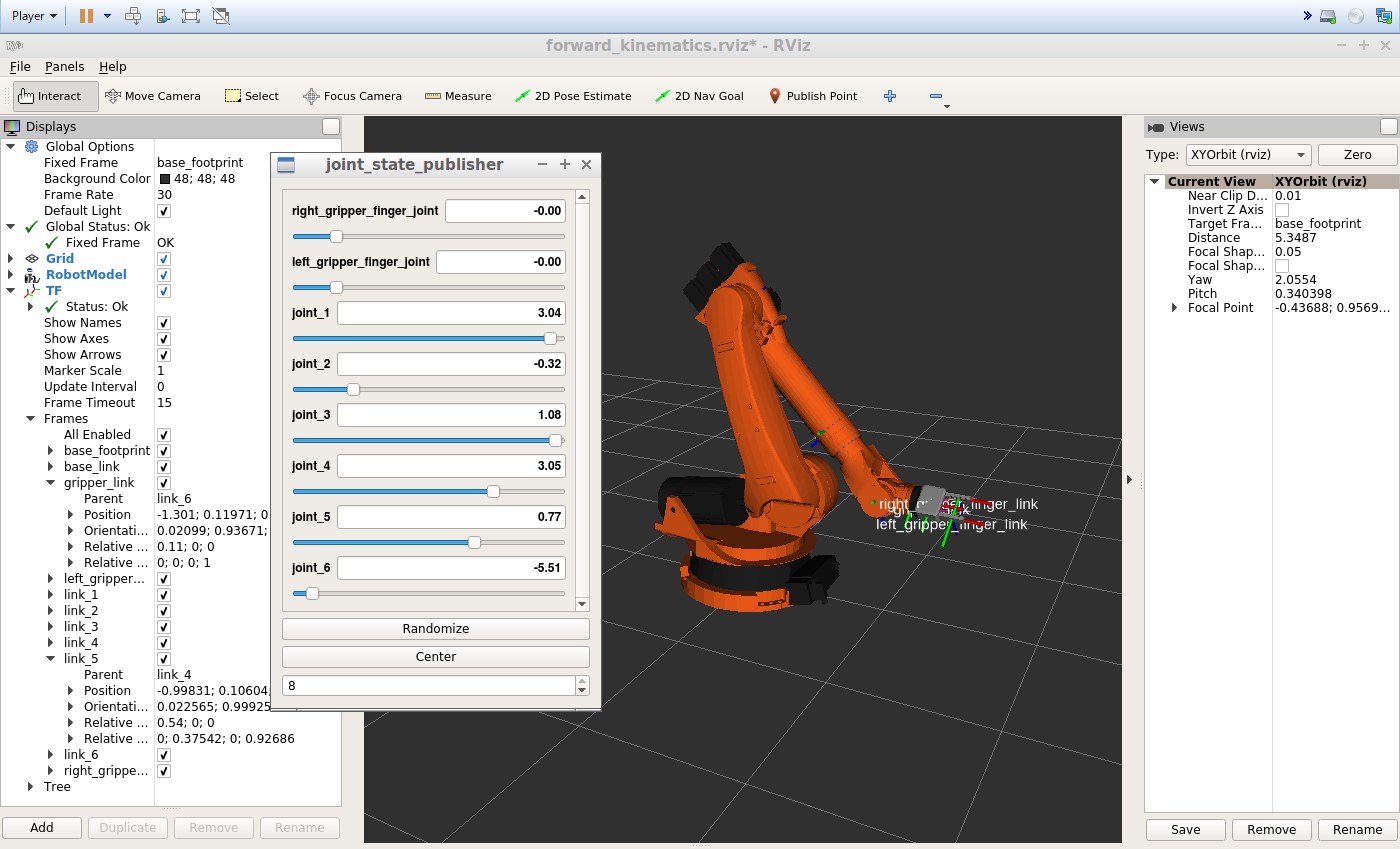 Player
RViz
forward_kinematics.rviz* - RViz
File Panels Help
Interact Move Camera Select Focus Camera Measure 2D Pose Estimate 2D Nav Goal Publish Point
Displays
Global Options
Fixed Frame base_footprint
Background Color 48; 48; 48
Frame Rate 30
Default Light
Global Status: Ok
Fixed Frame OK
Grid
RobotModel
TF
Status: Ok
Show Names
Show Axes
Show Arrows
Marker Scale 1
Update Interval 0
Frame Timeout 15
Frames
All Enabled
base_footprint
base_link
gripper_link
Parent link_6
Position -1.301; 0.11971; 0.
Orientati... 0.02099; 0.93671;
Relative ... 0.11; 0; 0
Relative ... 0; 0; 0; 1
left_gripper...
link_1
link_2
link_3
link_4
link_5
Parent link_4
Position -0.99831; 0.10604;
Orientati... 0.022565; 0.99925
Relative ... 0.54; 0; 0
Relative ... 0; 0.37542; 0; 0.92686
link_6
right_grippe...
Tree
Add Duplicate Remove Rename
joint_state_publisher
right_gripper_finger_joint -0.00
left_gripper_finger_joint -0.00
joint_1 3.04
joint_2 -0.32
joint_3 1.08
joint_4 3.05
joint_5 0.77
joint_6 -5.51
Randomize
Center
8
left_gripper_finger_link
Views
Type: XYOrbit (rviz) Zero
Current View XYOrbit (rviz)
Near Clip D... 0.01
Invert Z Axis
Target Fra... base_footprint
Distance 5.3487
Focal Shap... 0.05
Focal Shap...
Yaw 2.0554
Pitch 0.340398
Focal Point -0.43688; 0.9569...
Save Remove Rename